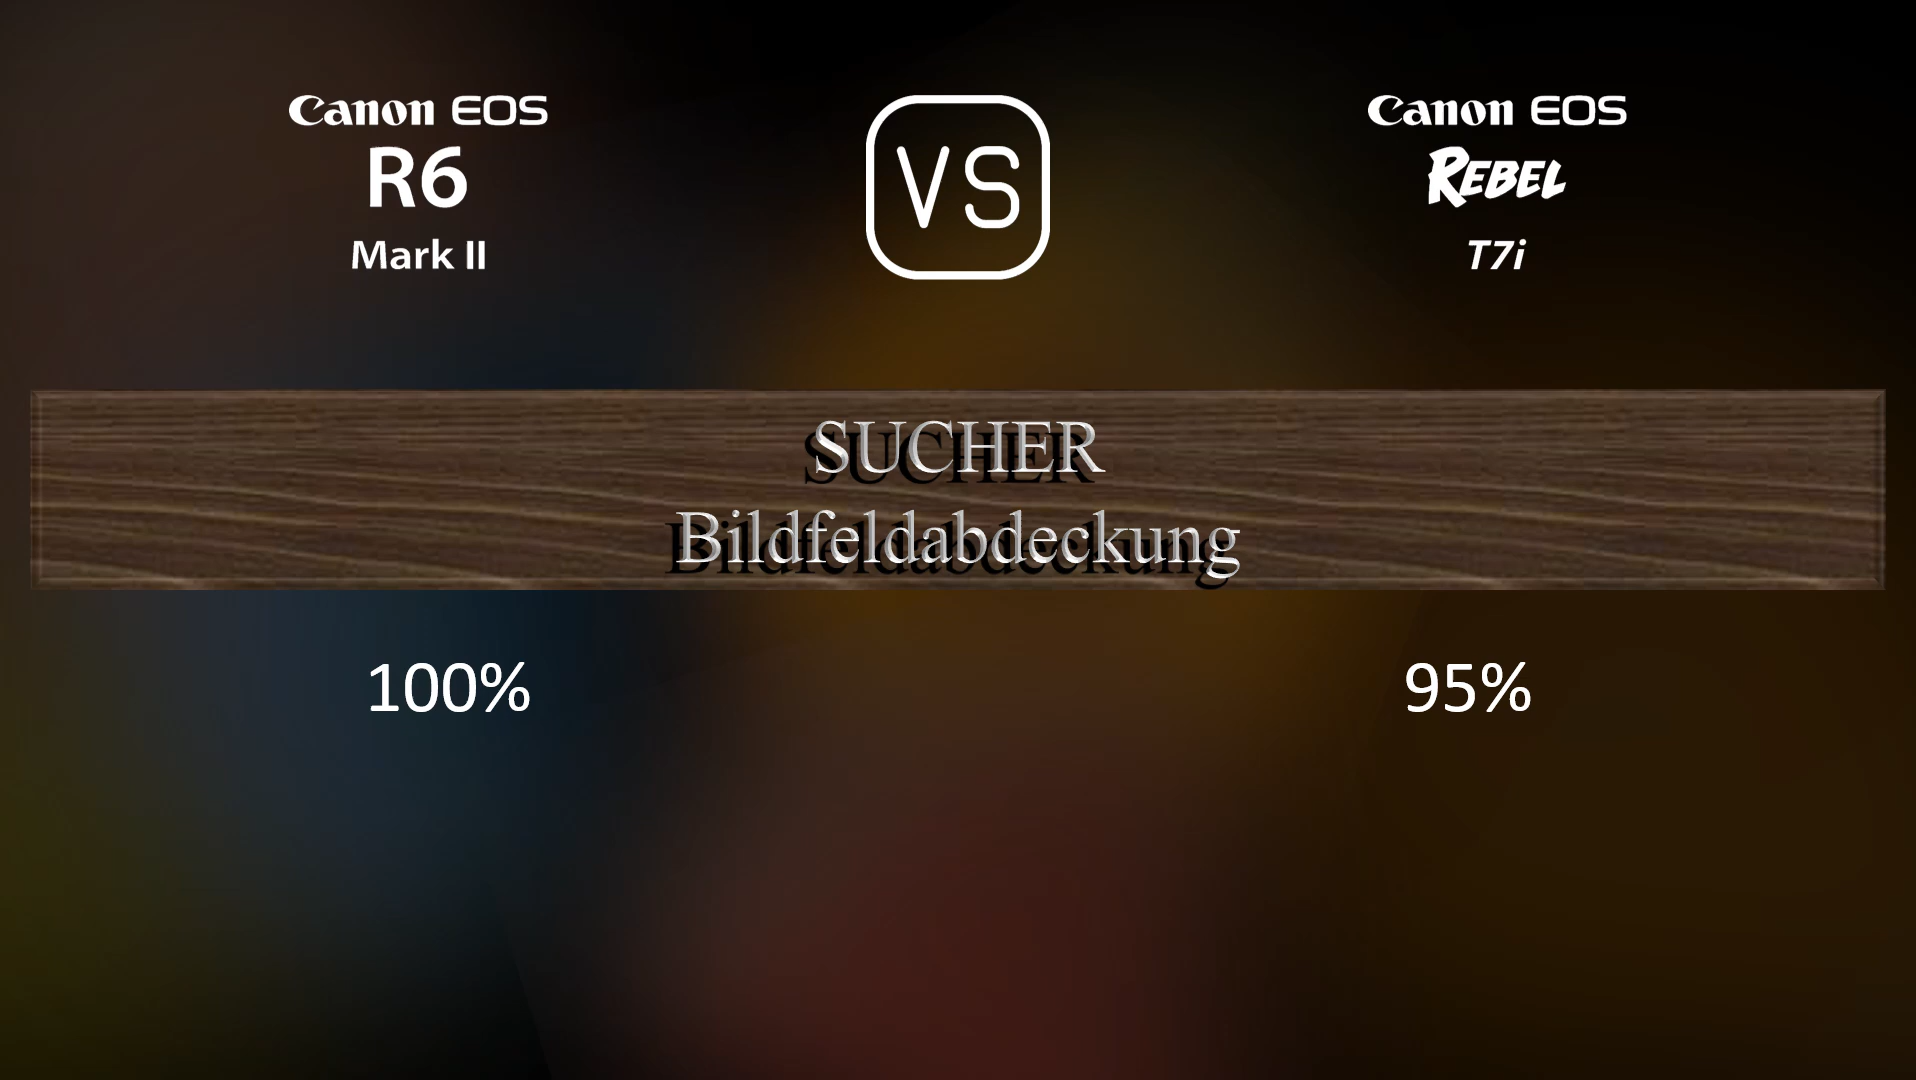 Canon EOS
R6
Mark II
VS
Canon EOS
REBEL
T7i
SUCHER
Bildfeldabdeckung
100%
95%